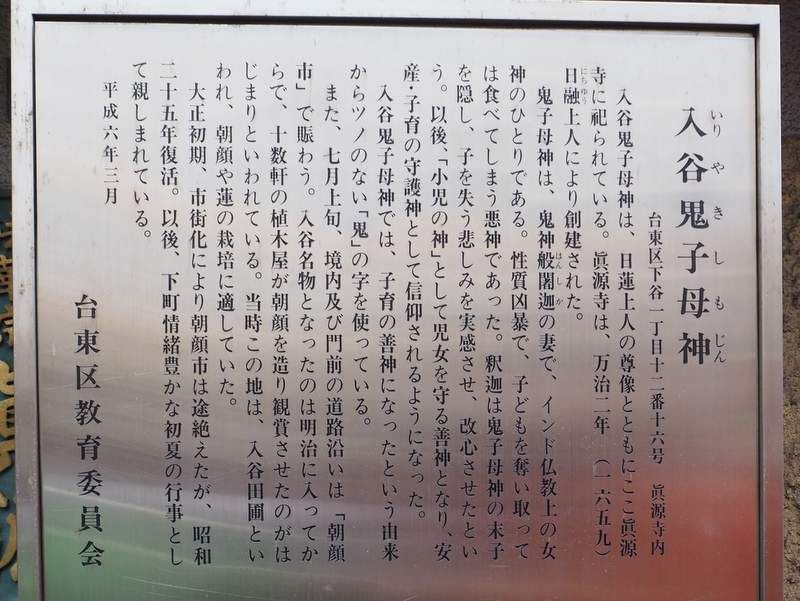 入谷鬼子母神
いりやきしもじん
台東区下谷一丁目十二番十六号　眞源寺内
入谷鬼子母神は、日蓮上人の尊像とともにここ眞源
寺に祀られている。眞源寺は、万治二年（一六五九）
日融上人により創建された。
にちゆう
鬼子母神は、鬼神般闍迦の妻で、インド仏教上の女
はんしか
神のひとりである。性質凶暴で、子どもを奪い取って
は食べてしまう悪神であった。釈迦は鬼子母神の末子
を隠し、子を失う悲しみを実感させ、改心させたとい
う。以後、「小児の神」として児女を守る善神となり、安
産・子育の守護神として信仰されるようになった。
入谷鬼子母神では、子育の善神になったという由来
からツノのない「鬼」の字を使っている。
また、七月上旬、境内及び門前の道路沿いは「朝顔
市」で賑わう。入谷名物となったのは明治に入ってか
らで、十数軒の植木屋が朝顔を造り観賞させたのがは
じまりといわれている。当時この地は、入谷田圃とい
われ、朝顔や蓮の栽培に適していた。
大正初期、市街化により朝顔市は途絶えたが、昭和
二十五年復活。以後、下町情緒豊かな初夏の行事とし
て親しまれている。
平成六年三月
台東区教育委員会